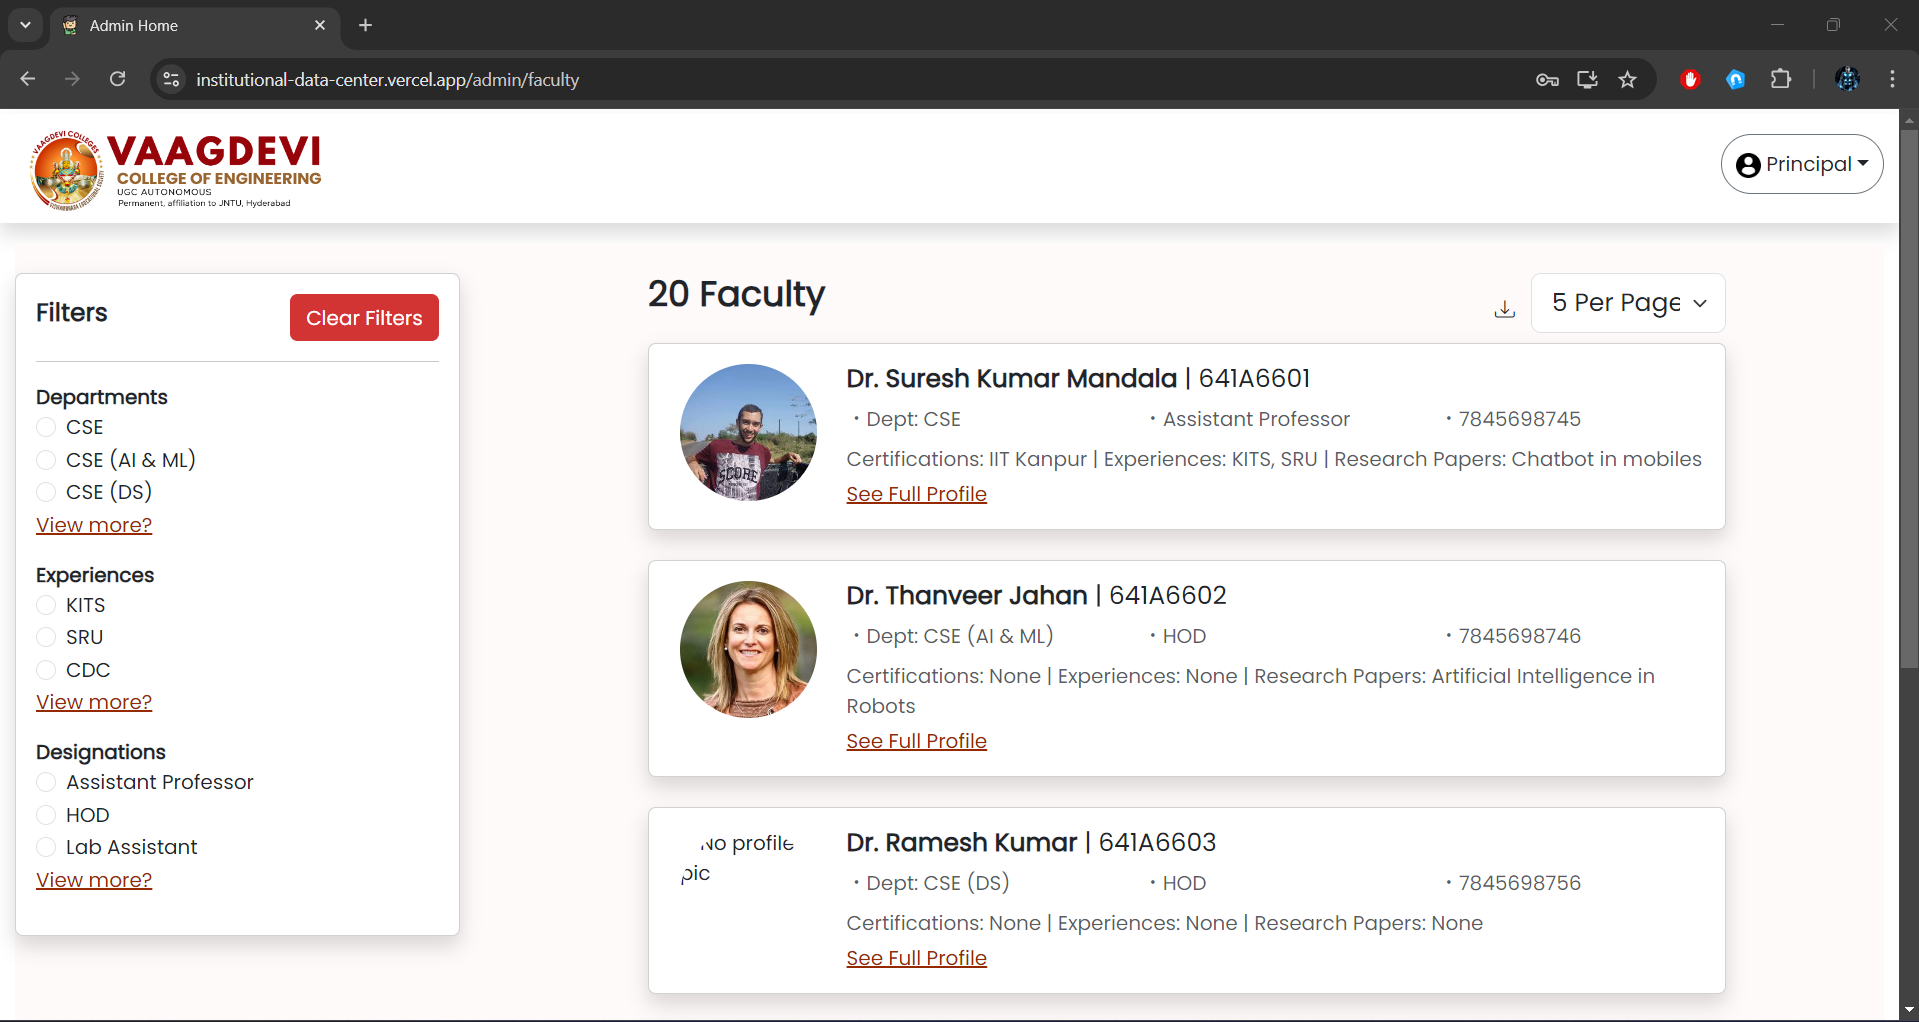 Admin Home
institutional-data-center.vercel.app/admin/faculty
VAAGDEVI COLLEGES
VAAGDEVI
COLLEGE OF ENGINEERING
UGC AUTONOMOUS
Permanent, affiliation to JNTU, Hyderabad
Principal
Filters
Clear Filters
Departments
CSE
CSE (AI & ML)
CSE (DS)
View more?
Experiences
KITS
SRU
CDC
View more?
Designations
Assistant Professor
HOD
Lab Assistant
View more?
20 Faculty
5 Per Page
Dr. Suresh Kumar Mandala | 641A6601
• Dept: CSE • Assistant Professor • 7845698745
Certifications: IIT Kanpur | Experiences: KITS, SRU | Research Papers: Chatbot in mobiles
See Full Profile
SCORE
Dr. Thanveer Jahan | 641A6602
• Dept: CSE (AI & ML) • HOD • 7845698746
Certifications: None | Experiences: None | Research Papers: Artificial Intelligence in
Robots
See Full Profile
No profile
pic
Dr. Ramesh Kumar | 641A6603
• Dept: CSE (DS) • HOD • 7845698756
Certifications: None | Experiences: None | Research Papers: None
See Full Profile